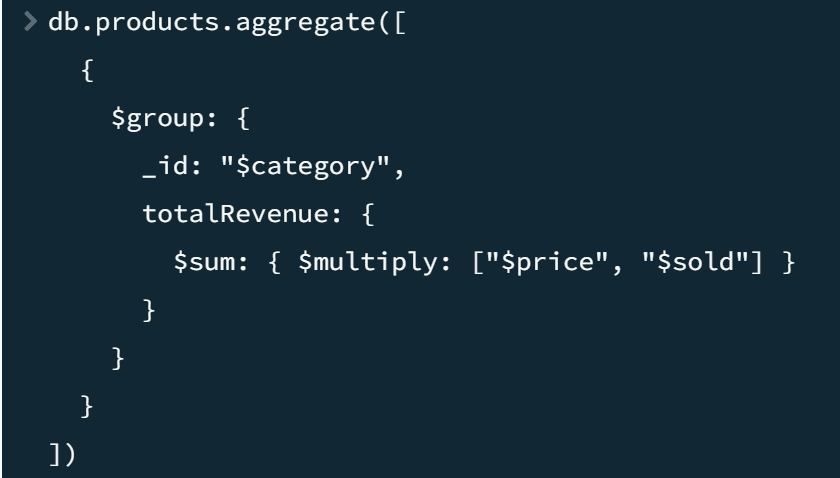 > db.products.aggregate([
{
$group: {
_id: "$category",
totalRevenue: {
$sum: { $multiply: ["$price", "$sold"] }
}
}
}
])